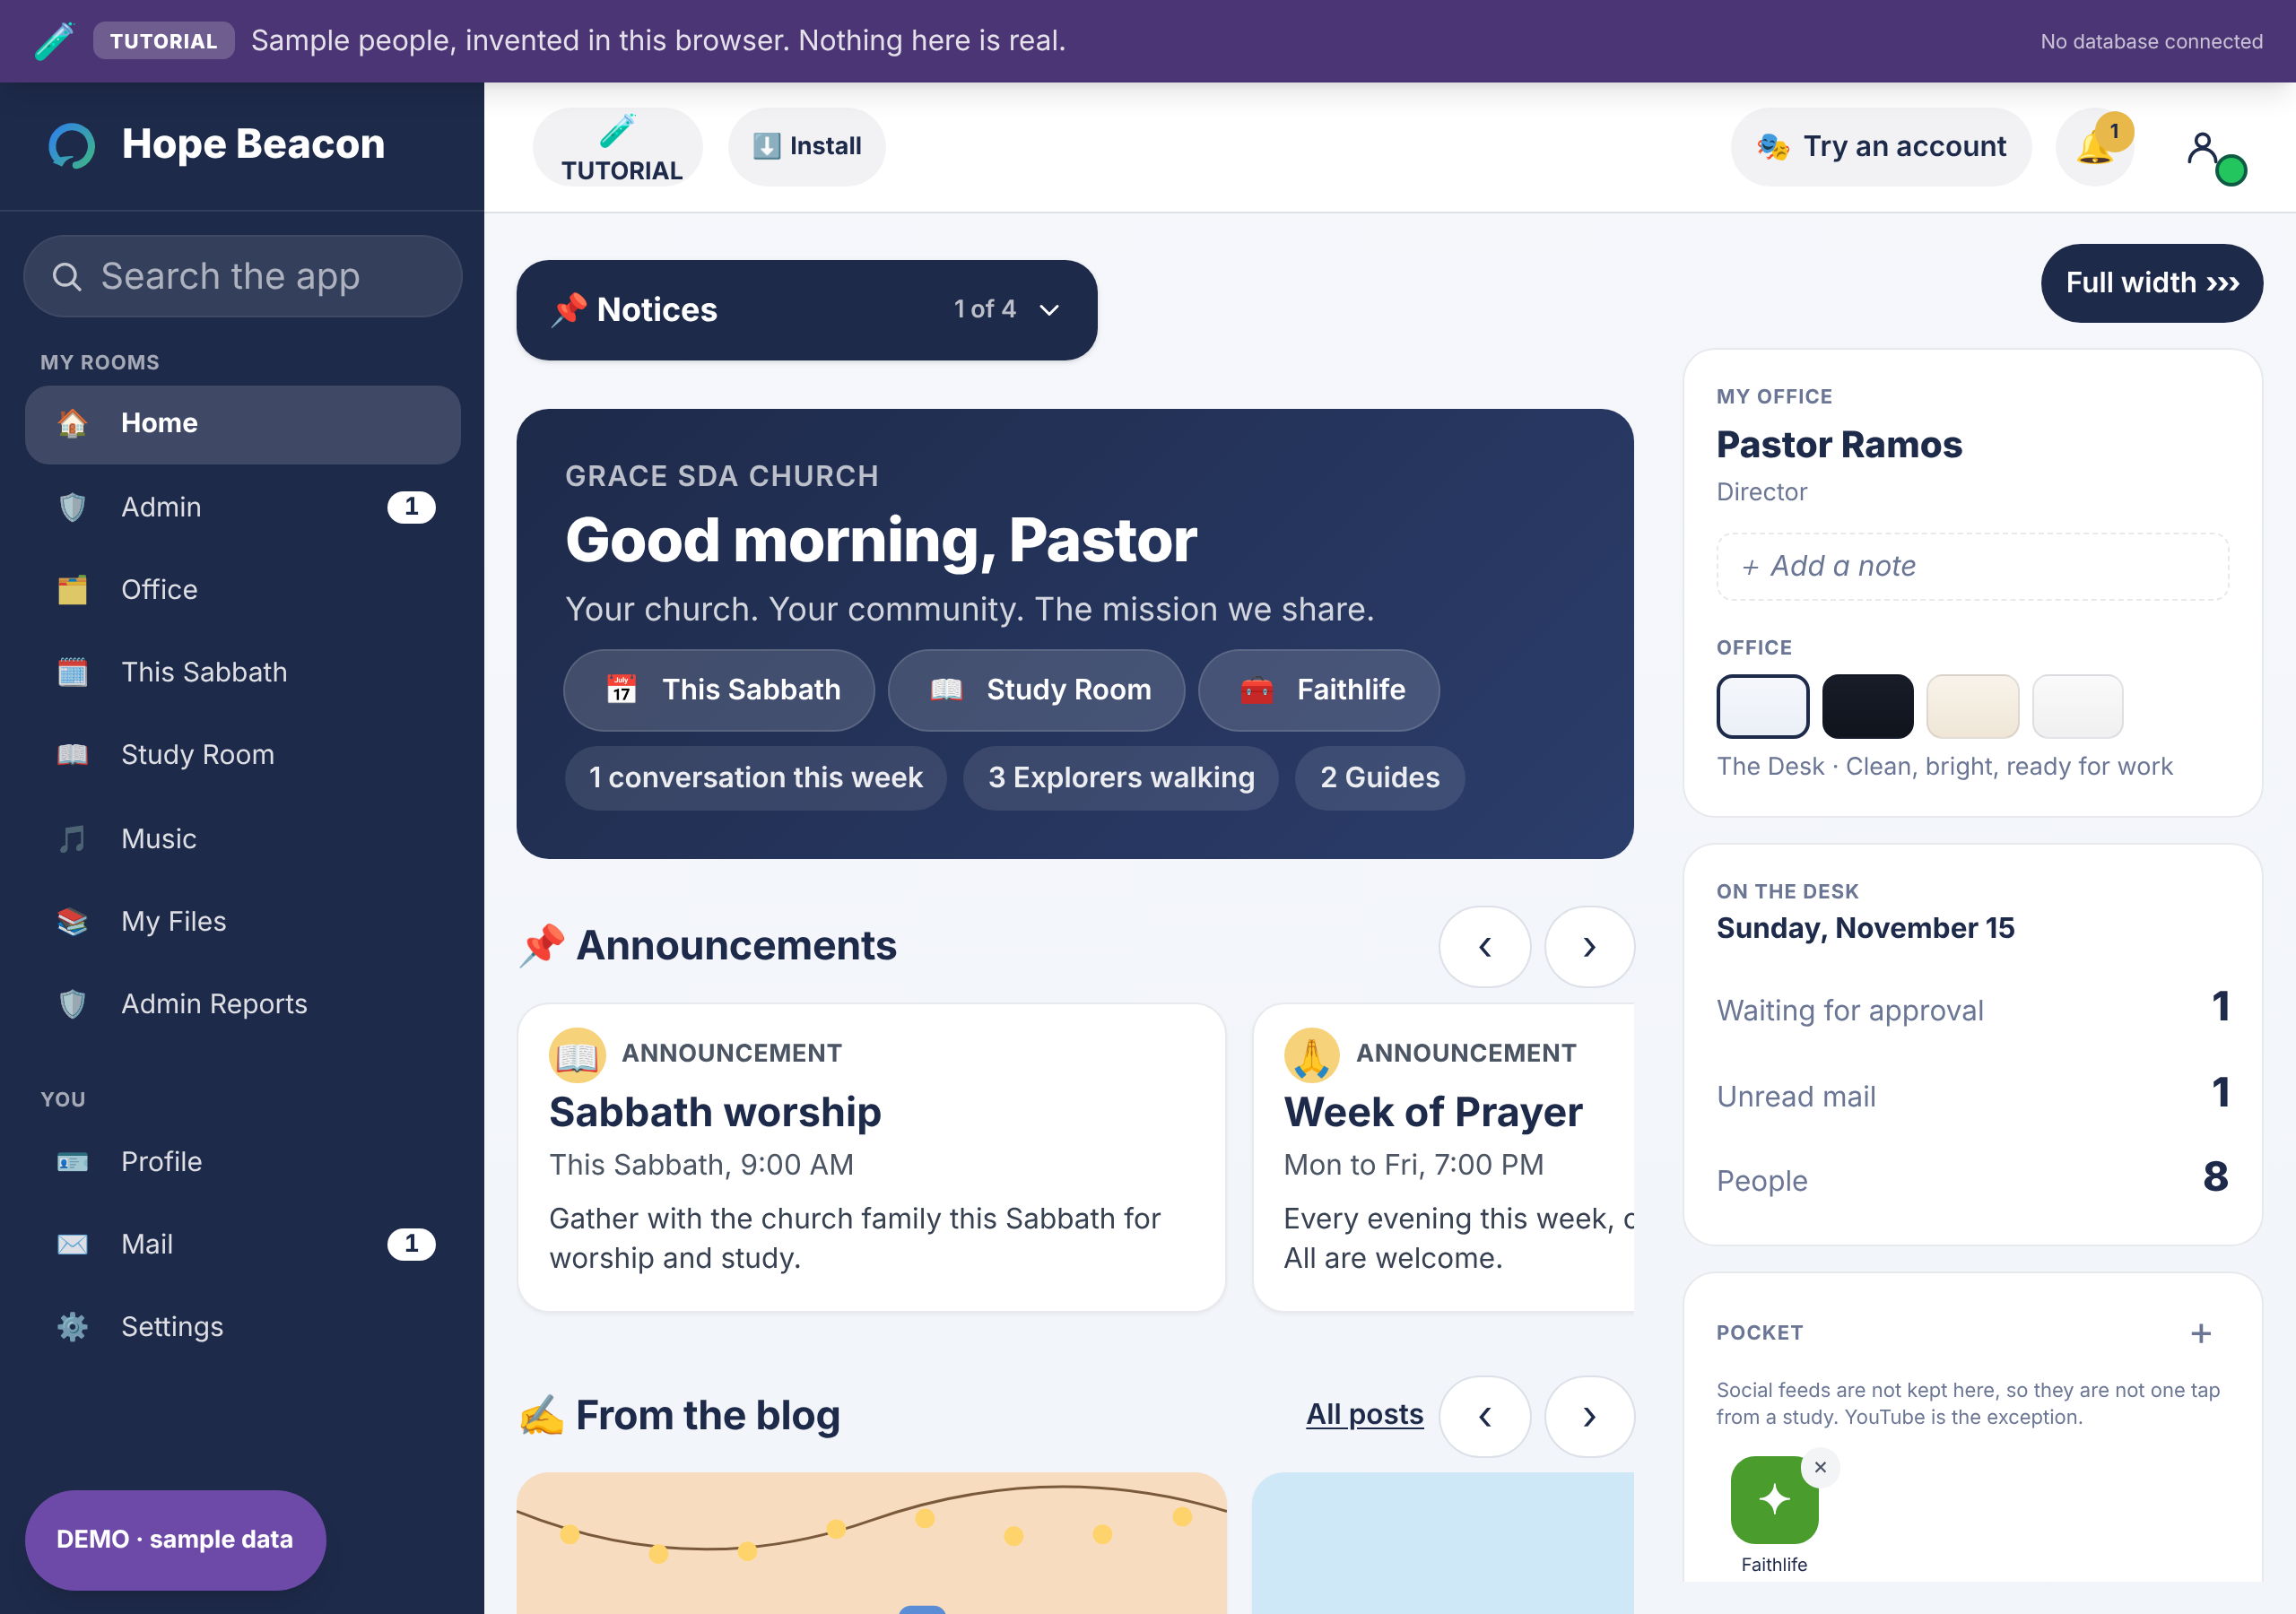 TUTORIAL Sample people, invented in this browser. Nothing here is real.
No database connected
Hope Beacon
Search the app
MY ROOMS
Home
Admin 1
Office
This Sabbath
Study Room
Music
My Files
Admin Reports
YOU
Profile
Mail 1
Settings
DEMO · sample data
TUTORIAL
Install
Try an account
1
Notices 1 of 4
Full width ›››
GRACE SDA CHURCH
Good morning, Pastor
Your church. Your community. The mission we share.
This Sabbath
Study Room
Faithlife
1 conversation this week
3 Explorers walking
2 Guides
Announcements
ANNOUNCEMENT
Sabbath worship
This Sabbath, 9:00 AM
Gather with the church family this Sabbath for
worship and study.
ANNOUNCEMENT
Week of Prayer
Mon to Fri, 7:00 PM
Every evening this week,
All are welcome.
From the blog
All posts
MY OFFICE
Pastor Ramos
Director
+ Add a note
OFFICE
The Desk · Clean, bright, ready for work
ON THE DESK
Sunday, November 15
Waiting for approval 1
Unread mail 1
People 8
POCKET +
Social feeds are not kept here, so they are not one tap
from a study. YouTube is the exception.
Faithlife